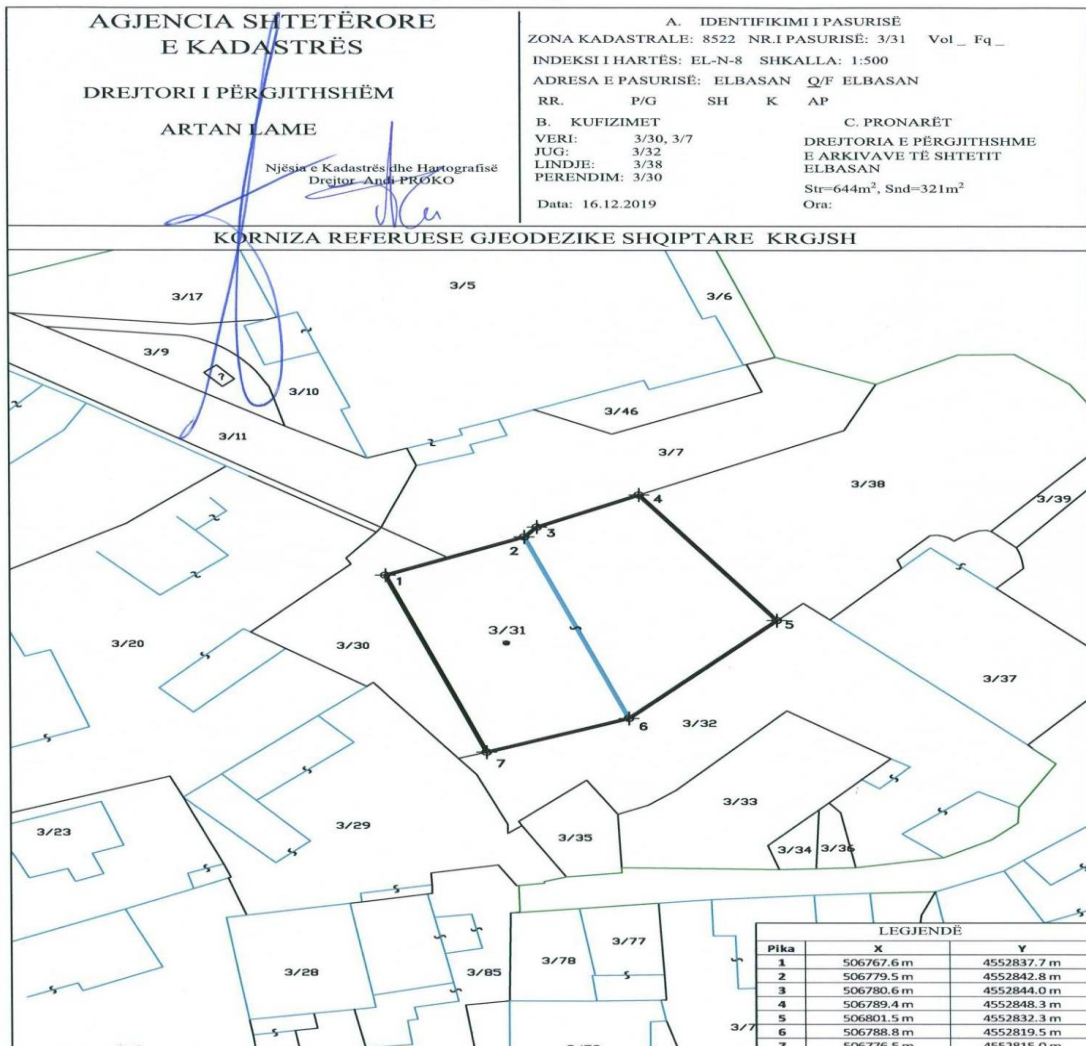 AGJENCIA SHTETËRORE
E KADASTRËS
DREJTORI I PËRGJITHSHËM
ARTAN LAME
Njësia e Kadastrës dhe Hartografisë
Drejtor Andi PROKO
A. IDENTIFIKIMI I PASURISË
ZONA KADASTRALE: 8522 NR.I PASURISË: 3/31 Vol _ Fq _
INDEKSI I HARTËS: EL-N-8 SHKALLA: 1:500
ADRESA E PASURISË: ELBASAN Q/F ELBASAN
RR. P/G SH K AP
B. KUFIZIMET
VERI: 3/30, 3/7
JUG: 3/32
LINDJE: 3/38
PERENDIM: 3/30
Data: 16.12.2019
C. PRONARËT
DREJTORIA E PËRGJITHSHME
E ARKIVAVE TË SHTETIT
ELBASAN
Str=644m², Snd=321m²
Ora:
KORNIZA REFERUESE GJEODEZIKE SHQIPTARE KRGJSH
3/5
3/17
3/6
3/9
3/10
3/46
3/11
3/7
3/38
3/39
4
3
2
1
3/31
5
3/20
3/30
3/37
3/32
6
7
3/33
3/29
3/23
3/35
3/34 3/36
3/77
3/78
3/28
3/85
LEGJENDË
Pika X Y
1 506767.6 m 4552837.7 m
2 506779.5 m 4552842.8 m
3 506780.6 m 4552844.0 m
4 506789.4 m 4552848.3 m
5 506801.5 m 4552832.3 m
6 506788.8 m 4552819.5 m
7 506776.5 m 4552815.0 m